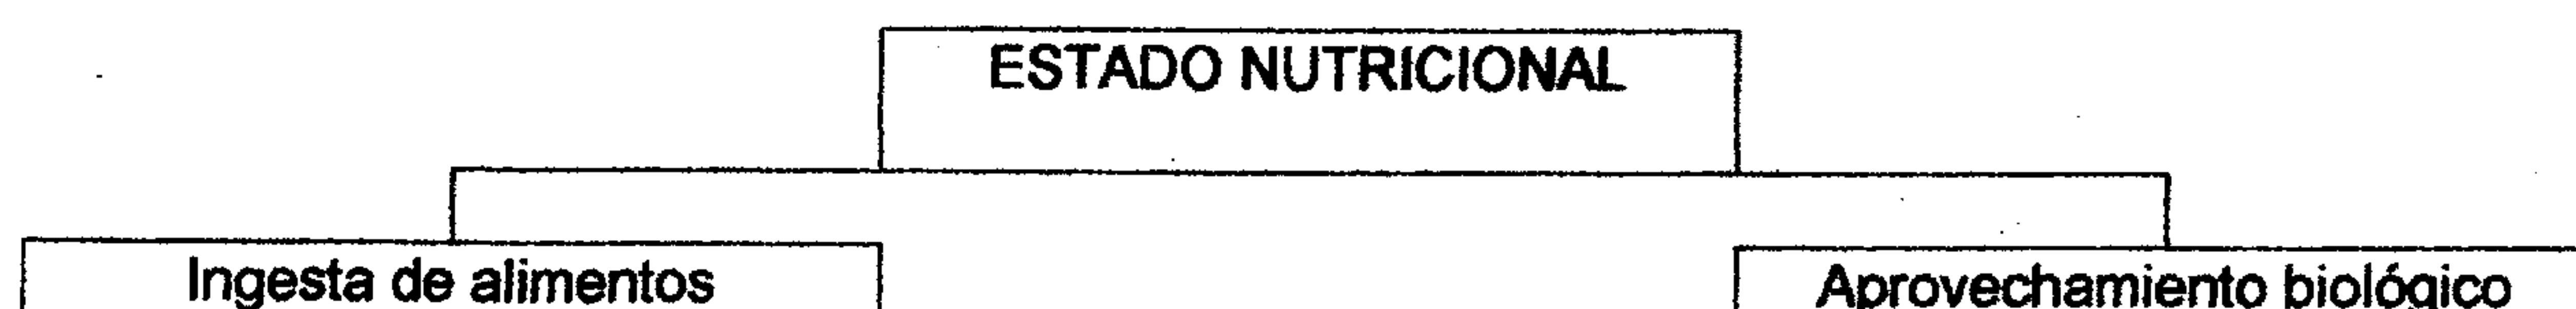 ESTADO NUTRICIONAL
Ingesta de alimentos
Aprovechamiento biológico